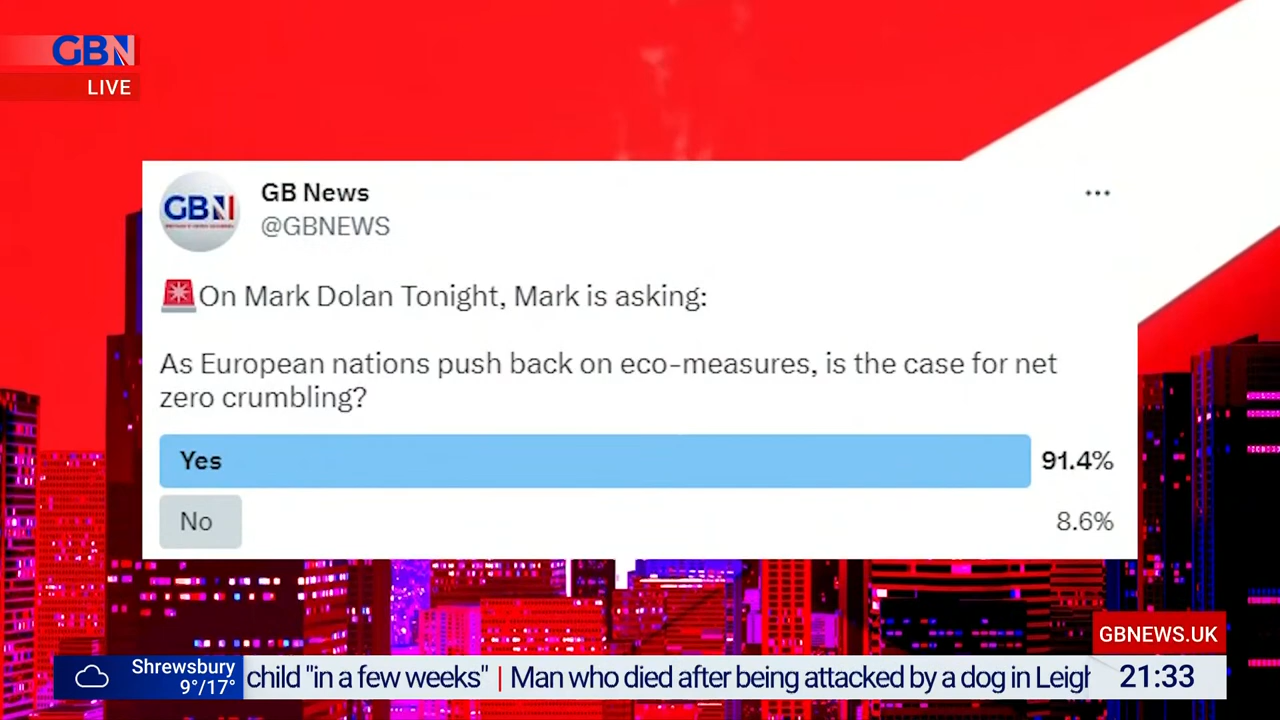 GBN
LIVE
GBN
GB News
@GBNEWS
On Mark Dolan Tonight, Mark is asking:
As European nations push back on eco-measures, is the case for net
zero crumbling?
Yes 91.4%
No 8.6%
GBNEWS.UK
Shrewsbury
9°/17°
child "in a few weeks" | Man who died after being attacked by a dog in Leigh
21:33